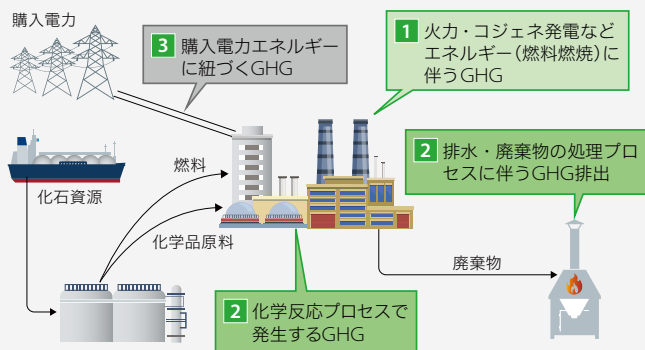 購入電力
3 購入電力エネルギー
に紐づくGHG
1 火力・コジェネ発電など
エネルギー(燃料燃焼)に
伴うGHG
2 排水・廃棄物の処理プロ
セスに伴うGHG排出
化石資源
燃料
化学品原料
廃棄物
2 化学反応プロセスで
発生するGHG